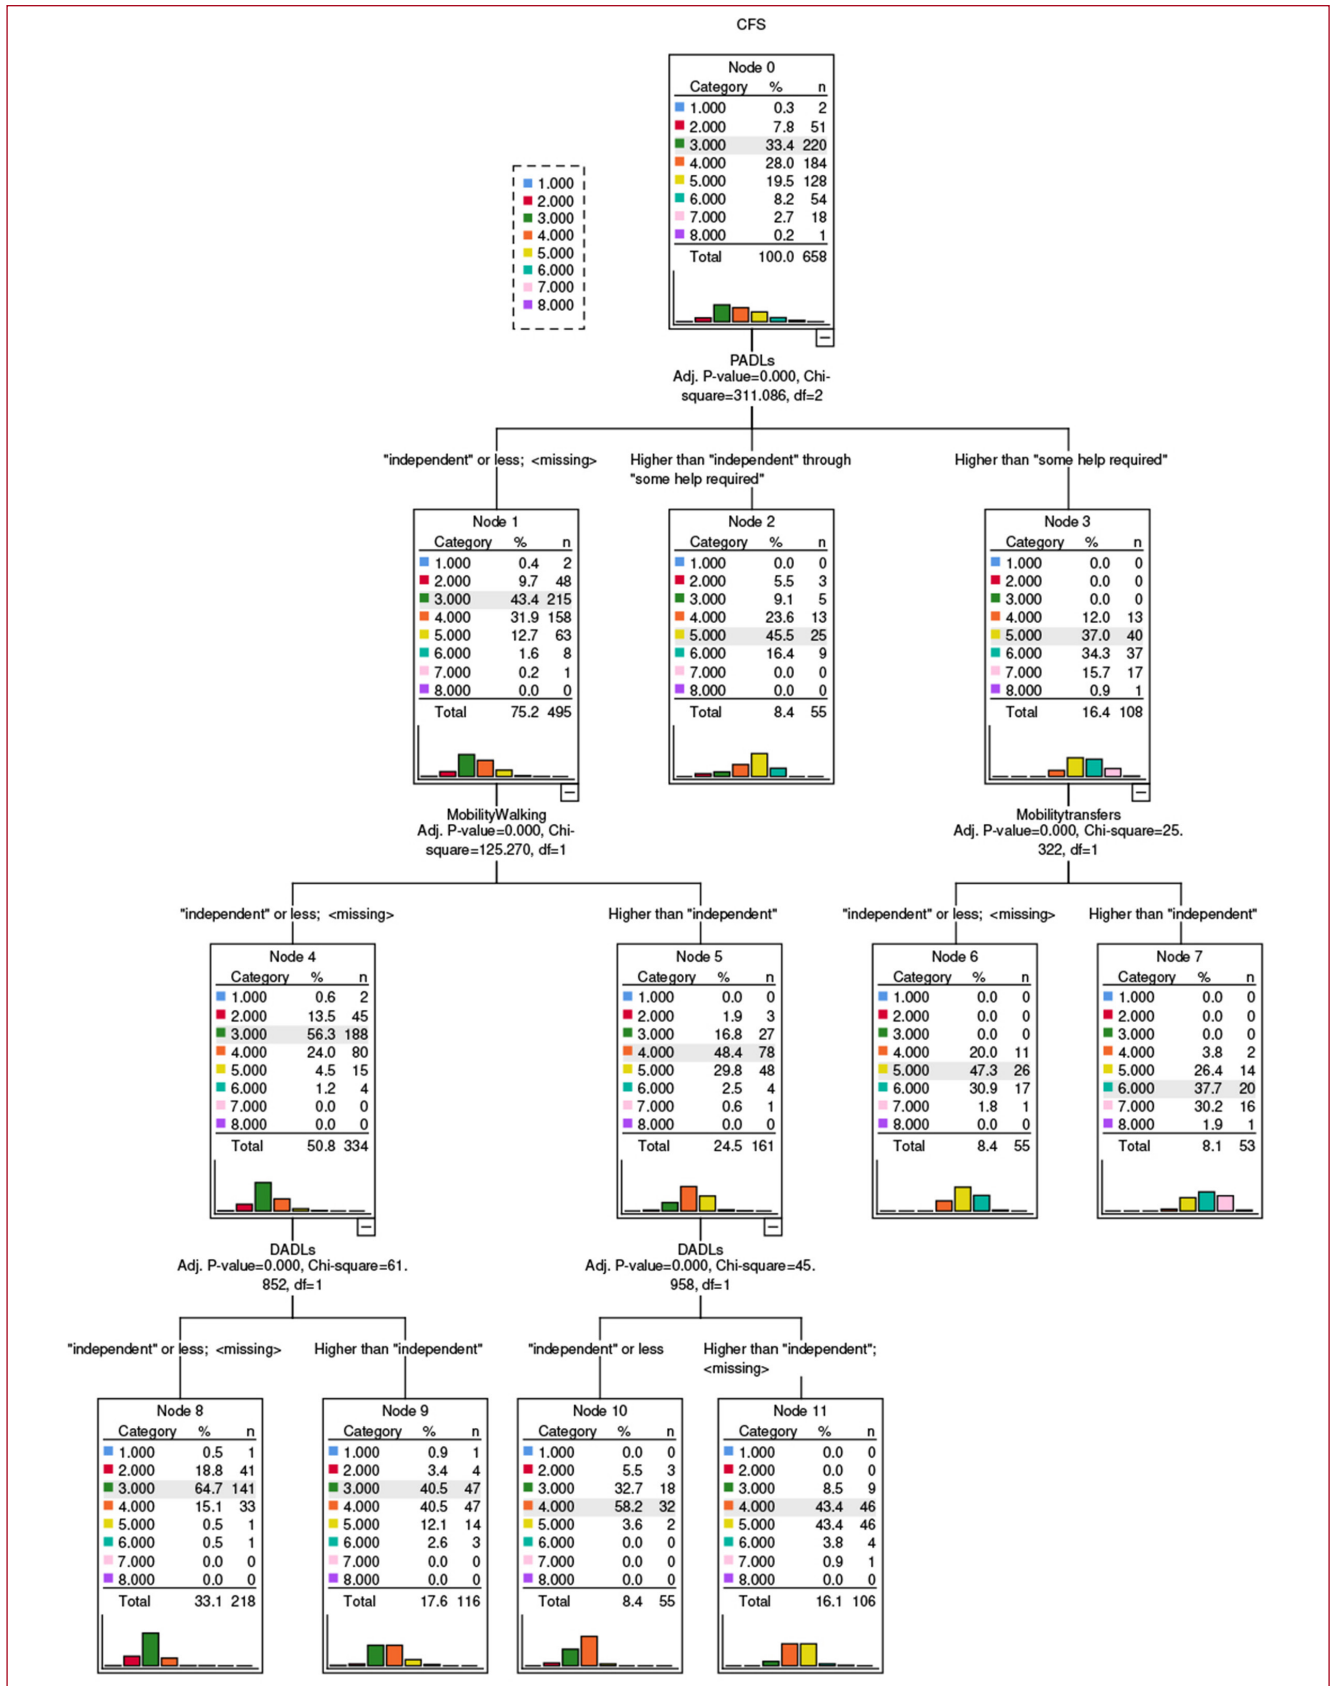 CFS
Node 0
Category % n
1.000 0.3 2
2.000 7.8 51
3.000 33.4 220
4.000 28.0 184
5.000 19.5 128
6.000 8.2 54
7.000 2.7 18
8.000 0.2 1
Total 100.0 658
1.000
2.000
3.000
4.000
5.000
6.000
7.000
8.000
PADLs
Adj. P-value=0.000, Chi-
square=311.086, df=2
"independent" or less; <missing>
Higher than "independent" through
"some help required"
Higher than "some help required"
Node 1
Category % n
1.000 0.4 2
2.000 9.7 48
3.000 43.4 215
4.000 31.9 158
5.000 12.7 63
6.000 1.6 8
7.000 0.2 1
8.000 0.0 0
Total 75.2 495
Node 2
Category % n
1.000 0.0 0
2.000 5.5 3
3.000 9.1 5
4.000 23.6 13
5.000 45.5 25
6.000 16.4 9
7.000 0.0 0
8.000 0.0 0
Total 8.4 55
Node 3
Category % n
1.000 0.0 0
2.000 0.0 0
3.000 0.0 0
4.000 12.0 13
5.000 37.0 40
6.000 34.3 37
7.000 15.7 17
8.000 0.9 1
Total 16.4 108
MobilityWalking
Adj. P-value=0.000, Chi-
square=125.270, df=1
Mobilitytransfers
Adj. P-value=0.000, Chi-square=25.
322, df=1
"independent" or less; <missing>
Higher than "independent"
"independent" or less; <missing>
Higher than "independent"
Node 4
Category % n
1.000 0.6 2
2.000 13.5 45
3.000 56.3 188
4.000 24.0 80
5.000 4.5 15
6.000 1.2 4
7.000 0.0 0
8.000 0.0 0
Total 50.8 334
Node 5
Category % n
1.000 0.0 0
2.000 1.9 3
3.000 16.8 27
4.000 48.4 78
5.000 29.8 48
6.000 2.5 4
7.000 0.6 1
8.000 0.0 0
Total 24.5 161
Node 6
Category % n
1.000 0.0 0
2.000 0.0 0
3.000 0.0 0
4.000 20.0 11
5.000 47.3 26
6.000 30.9 17
7.000 1.8 1
8.000 0.0 0
Total 8.4 55
Node 7
Category % n
1.000 0.0 0
2.000 0.0 0
3.000 0.0 0
4.000 3.8 2
5.000 26.4 14
6.000 37.7 20
7.000 30.2 16
8.000 1.9 1
Total 8.1 53
DADLs
Adj. P-value=0.000, Chi-square=61.
852, df=1
DADLs
Adj. P-value=0.000, Chi-square=45.
958, df=1
"independent" or less; <missing>
Higher than "independent"
"independent" or less
Higher than "independent";
<missing>
Node 8
Category % n
1.000 0.5 1
2.000 18.8 41
3.000 64.7 141
4.000 15.1 33
5.000 0.5 1
6.000 0.5 1
7.000 0.0 0
8.000 0.0 0
Total 33.1 218
Node 9
Category % n
1.000 0.9 1
2.000 3.4 4
3.000 40.5 47
4.000 40.5 47
5.000 12.1 14
6.000 2.6 3
7.000 0.0 0
8.000 0.0 0
Total 17.6 116
Node 10
Category % n
1.000 0.0 0
2.000 5.5 3
3.000 32.7 18
4.000 58.2 32
5.000 3.6 2
6.000 0.0 0
7.000 0.0 0
8.000 0.0 0
Total 8.4 55
Node 11
Category % n
1.000 0.0 0
2.000 0.0 0
3.000 8.5 9
4.000 43.4 46
5.000 43.4 46
6.000 3.8 4
7.000 0.9 1
8.000 0.0 0
Total 16.1 106